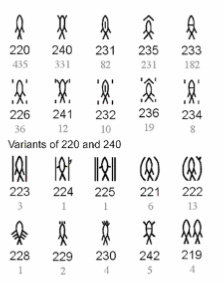 220 240 231 235 233
435 331 82 231 182
226 241 232 236 234
36 12 10 19 8
Variants of 220 and 240
223 224 225 221 222
3 1 1 6 13
228 229 230 242 219
1 2 4 5 4